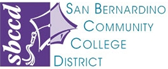 sbccd
SAN BERNARDINO
COMMUNITY
COLLEGE
DISTRICT